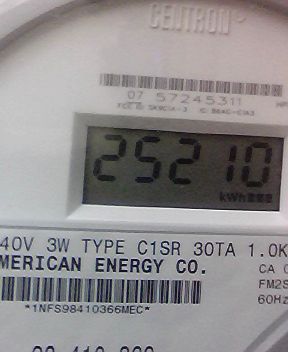 CENTRON
07 57245311
25210
kWh
40V 3W TYPE C1SR 30TA 1.0K
MERICAN ENERGY CO.
CA
FM2S
60Hz
*1NFS98410366MEC*